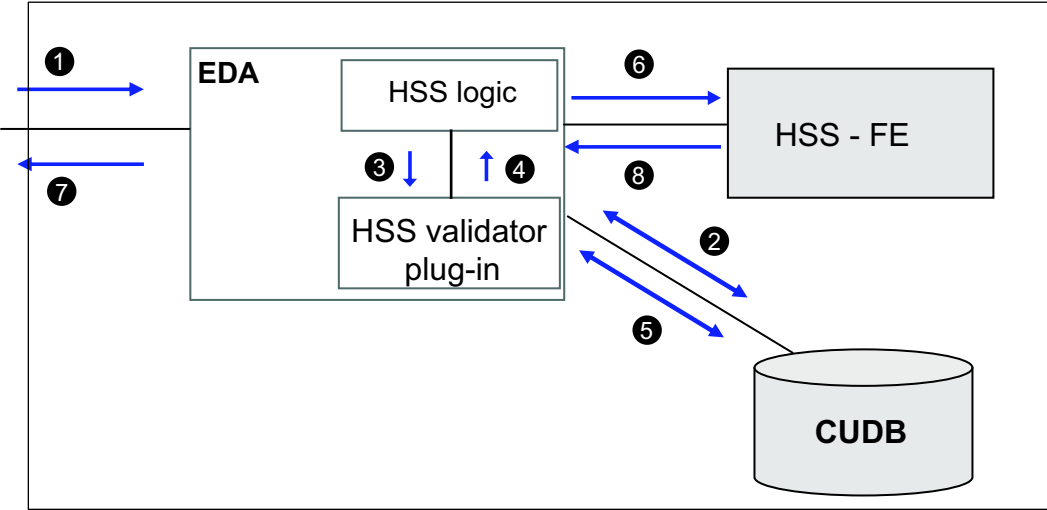 1
6
EDA
HSS logic
HSS - FE
3
4
7
8
HSS validator
plug-in
2
5
CUDB